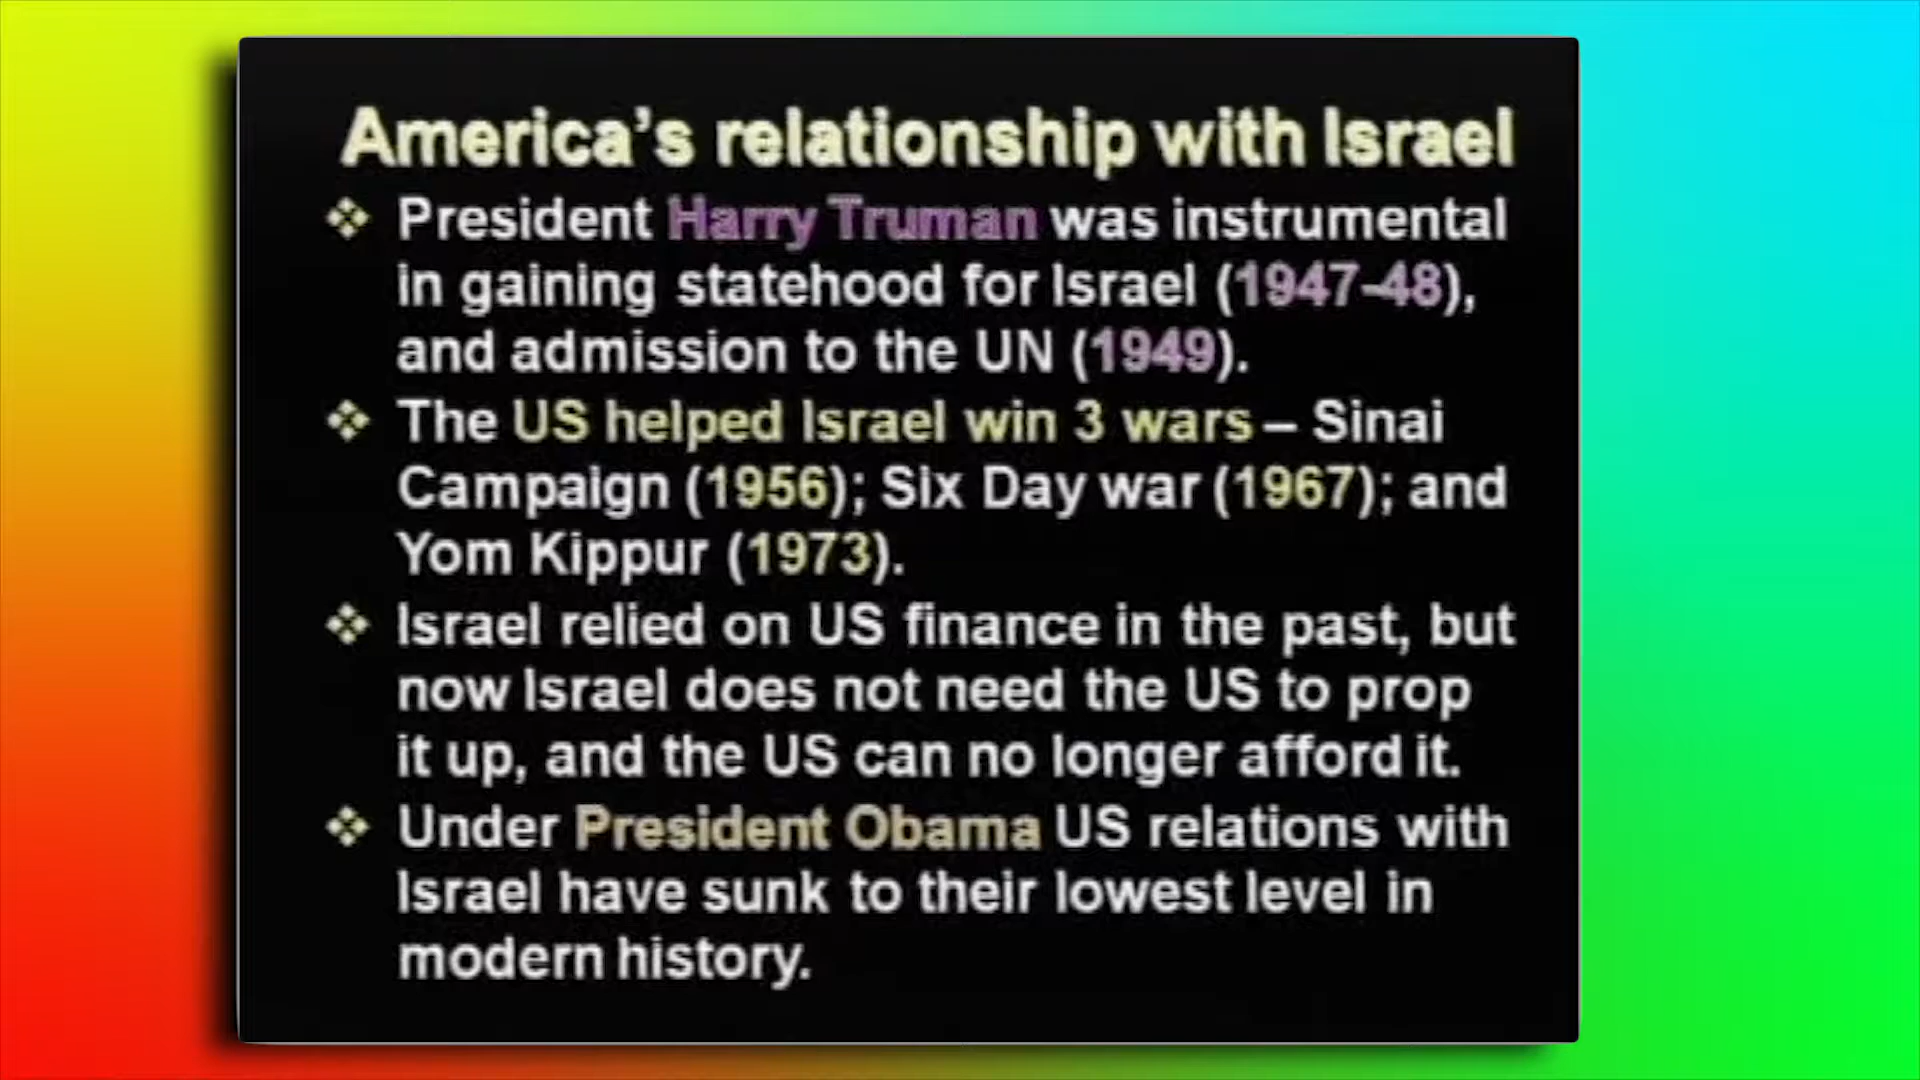 America's relationship with Israel
❖ President Harry Truman was instrumental
in gaining statehood for Israel (1947-48),
and admission to the UN (1949).
❖ The US helped Israel win 3 wars – Sinai
Campaign (1956); Six Day war (1967); and
Yom Kippur (1973).
❖ Israel relied on US finance in the past, but
now Israel does not need the US to prop
it up, and the US can no longer afford it.
❖ Under President Obama US relations with
Israel have sunk to their lowest level in
modern history.